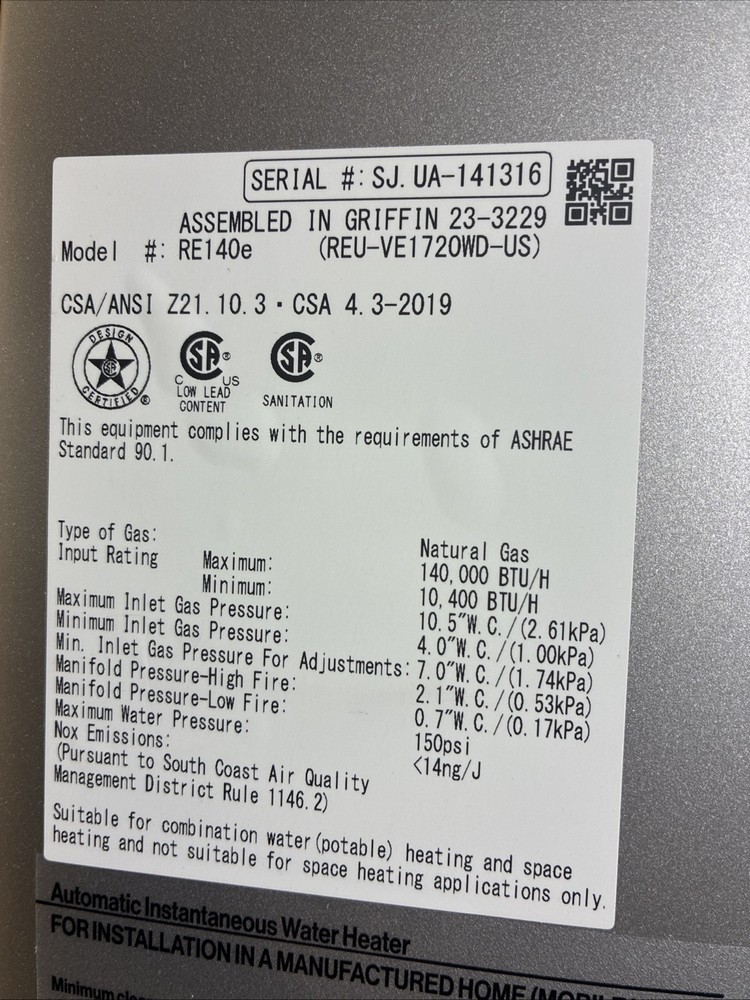 SERIAL #: SJ. UA-141316
ASSEMBLED IN GRIFFIN 23-3229
Model #: RE140e (REU-VE1720WD-US)
CSA/ANSI Z21.10.3・CSA 4.3-2019
DESIGN
SA
CERTIFIED
®
SA ®
C US
LOW LEAD
CONTENT
SA ®
SANITATION
This equipment complies with the requirements of ASHRAE
Standard 90.1.
Type of Gas: Natural Gas
Input Rating Maximum: 140,000 BTU/H
Minimum: 10,400 BTU/H
Maximum Inlet Gas Pressure: 10.5"W.C./(2.61kPa)
Minimum Inlet Gas Pressure: 4.0"W.C./(1.00kPa)
Min. Inlet Gas Pressure For Adjustments: 7.0"W.C./(1.74kPa)
Manifold Pressure-High Fire: 2.1"W.C./(0.53kPa)
Manifold Pressure-Low Fire: 0.7"W.C./(0.17kPa)
Maximum Water Pressure: 150psi
Nox Emissions: <14ng/J
(Pursuant to South Coast Air Quality
Management District Rule 1146.2)
Suitable for combination water(potable) heating and space
heating and not suitable for space heating applications only.
Automatic Instantaneous Water Heater
FOR INSTALLATION IN A MANUFACTURED HOME
Minimum